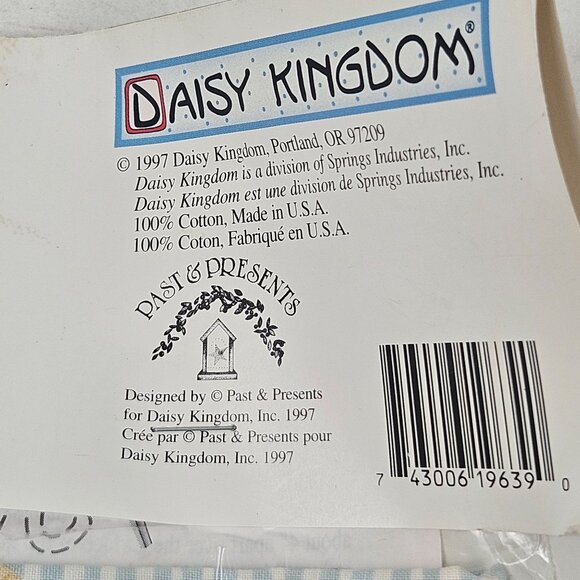 DAISY KINGDOM®
© 1997 Daisy Kingdom, Portland, OR 97209
Daisy Kingdom is a division of Springs Industries, Inc.
Daisy Kingdom est une division de Springs Industries, Inc.
100% Cotton, Made in U.S.A.
100% Coton, Fabriqué en U.S.A.
PAST & PRESENTS
Designed by © Past & Presents
for Daisy Kingdom, Inc. 1997
Crée par © Past & Presents pour
Daisy Kingdom, Inc. 1997
7 43006 19639 0